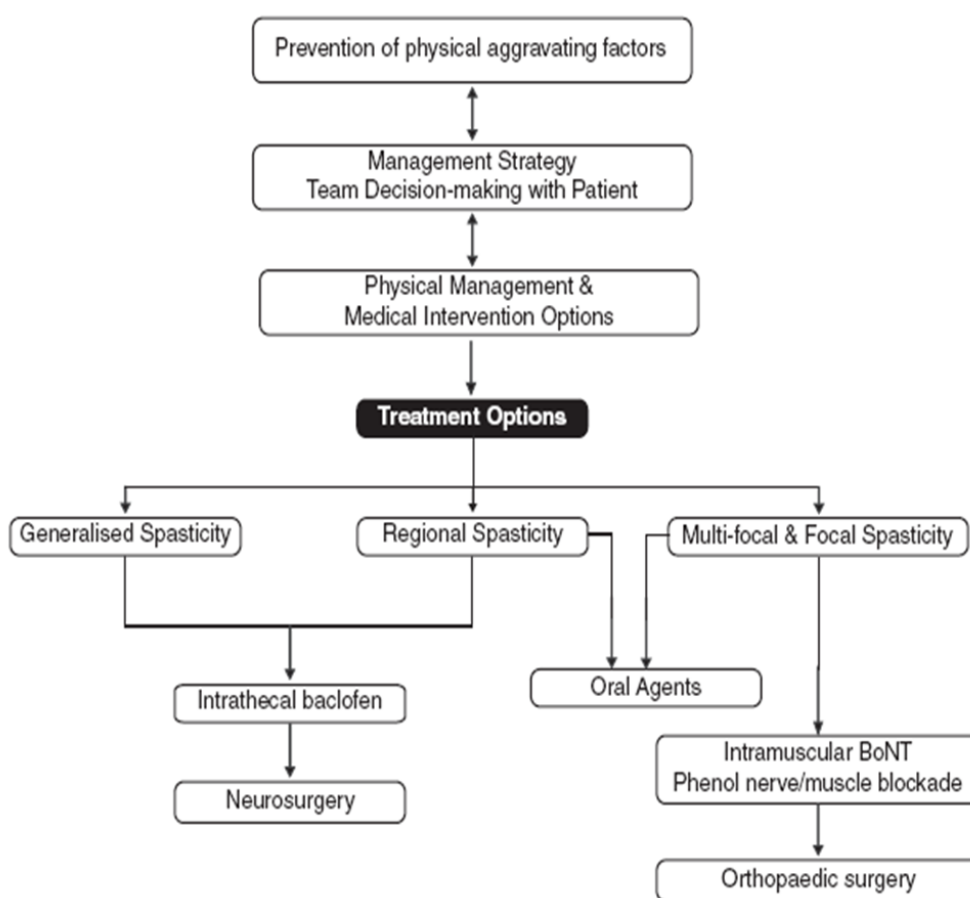 Prevention of physical aggravating factors
Management Strategy
Team Decision-making with Patient
Physical Management &
Medical Intervention Options
Treatment Options
Generalised Spasticity
Regional Spasticity
Multi-focal & Focal Spasticity
Intrathecal baclofen
Oral Agents
Neurosurgery
Intramuscular BoNT
Phenol nerve/muscle blockade
Orthopaedic surgery